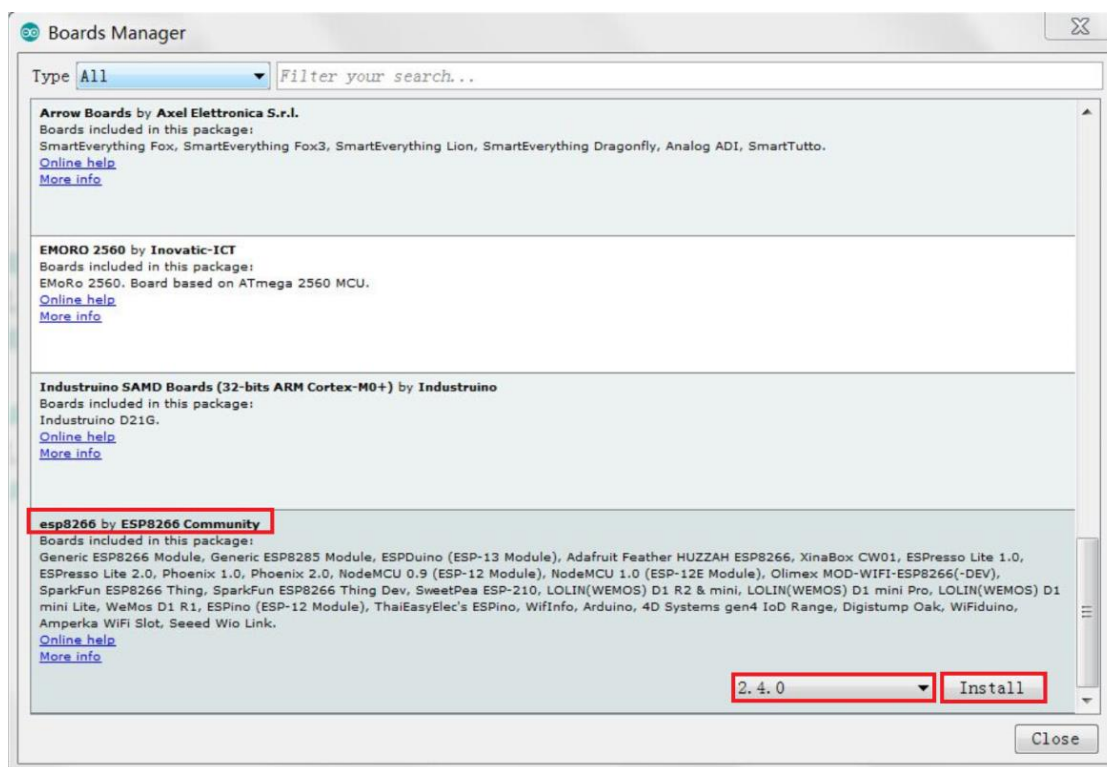 Boards Manager
Type All Filter your search...
Arrow Boards by Axel Elettronica S.r.l.
Boards included in this package:
SmartEverything Fox, SmartEverything Fox3, SmartEverything Lion, SmartEverything Dragonfly, Analog ADI, SmartTutto.
Online help
More info
EMORO 2560 by Inovatic-ICT
Boards included in this package:
EMoRo 2560. Board based on ATmega 2560 MCU.
Online help
More info
Industruino SAMD Boards (32-bits ARM Cortex-M0+) by Industruino
Boards included in this package:
Industruino D21G.
Online help
More info
esp8266 by ESP8266 Community
Boards included in this package:
Generic ESP8266 Module, Generic ESP8285 Module, ESPDuino (ESP-13 Module), Adafruit Feather HUZZAH ESP8266, XinaBox CW01, ESPresso Lite 1.0,
ESPresso Lite 2.0, Phoenix 1.0, Phoenix 2.0, NodeMCU 0.9 (ESP-12 Module), NodeMCU 1.0 (ESP-12E Module), Olimex MOD-WIFI-ESP8266(-DEV),
SparkFun ESP8266 Thing, SparkFun ESP8266 Thing Dev, SweetPea ESP-210, LOLIN(WEMOS) D1 R2 & mini, LOLIN(WEMOS) D1 mini Pro, LOLIN(WEMOS) D1
mini Lite, WeMos D1 R1, ESPino (ESP-12 Module), ThaiEasyElec's ESPino, WifInfo, Arduino, 4D Systems gen4 IoD Range, Digistump Oak, WiFiduino,
Amperka WiFi Slot, Seeed Wio Link.
Online help
More info
2.4.0 Install
Close